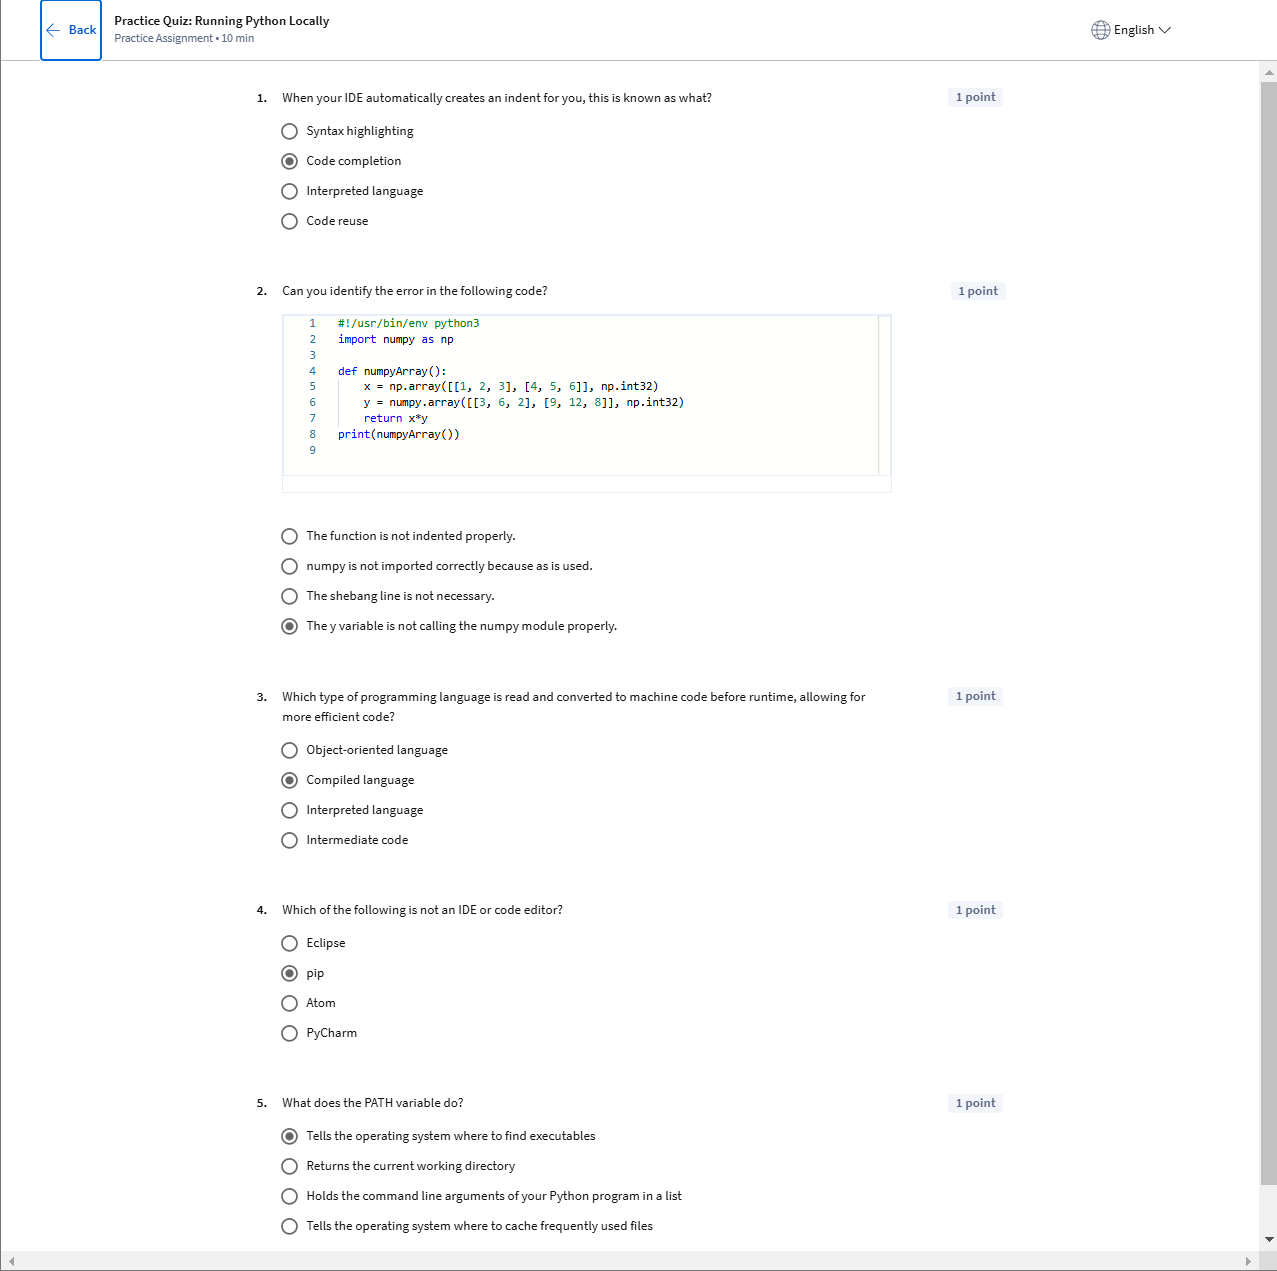 Back
Practice Quiz: Running Python Locally
Practice Assignment • 10 min
English
1. When your IDE automatically creates an indent for you, this is known as what?
1 point
Syntax highlighting
Code completion
Interpreted language
Code reuse
2. Can you identify the error in the following code?
1 point
1 #!/usr/bin/env python3
2 import numpy as np
3
4 def numpyArray():
5     x = np.array([[1, 2, 3], [4, 5, 6]], np.int32)
6     y = numpy.array([[3, 6, 2], [9, 12, 8]], np.int32)
7     return x*y
8 print(numpyArray())
9
The function is not indented properly.
numpy is not imported correctly because as is used.
The shebang line is not necessary.
The y variable is not calling the numpy module properly.
3. Which type of programming language is read and converted to machine code before runtime, allowing for
more efficient code?
1 point
Object-oriented language
Compiled language
Interpreted language
Intermediate code
4. Which of the following is not an IDE or code editor?
1 point
Eclipse
pip
Atom
PyCharm
5. What does the PATH variable do?
1 point
Tells the operating system where to find executables
Returns the current working directory
Holds the command line arguments of your Python program in a list
Tells the operating system where to cache frequently used files